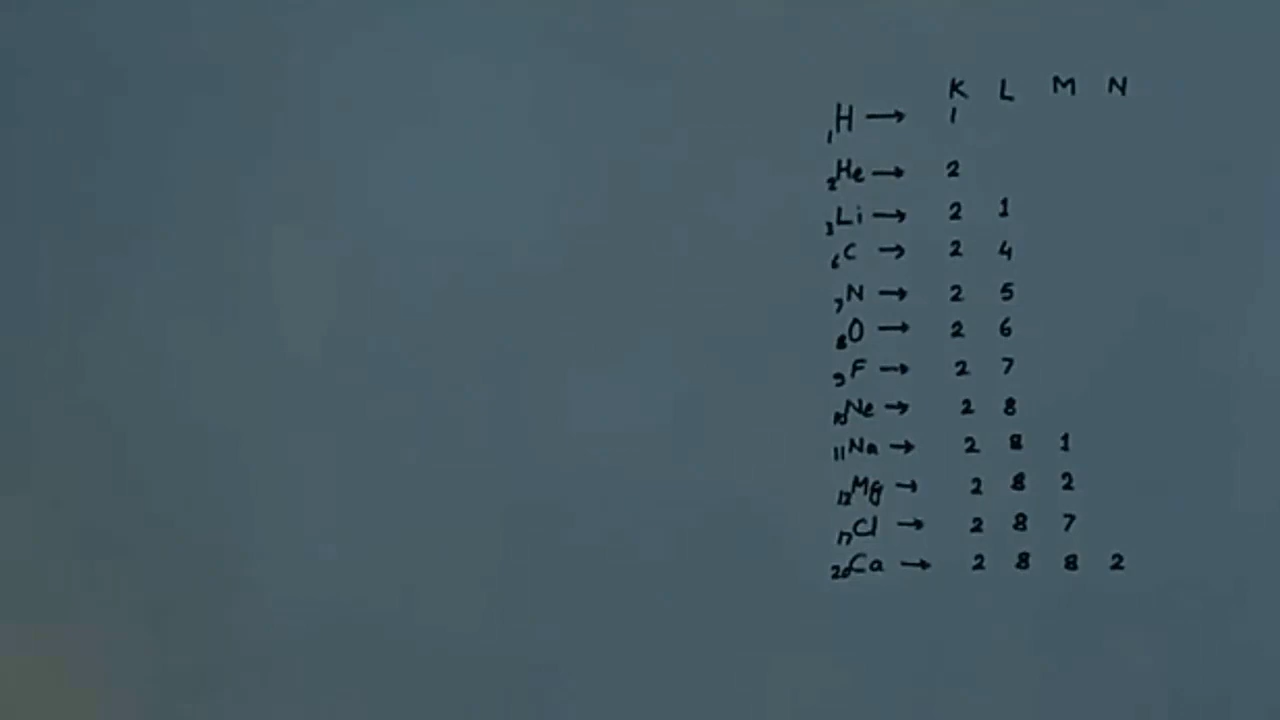 K L M N
1H → 1
2He → 2
3Li → 2 1
6C → 2 4
7N → 2 5
8O → 2 6
9F → 2 7
10Ne → 2 8
11Na → 2 8 1
12Mg → 2 8 2
17Cl → 2 8 7
20Ca → 2 8 8 2